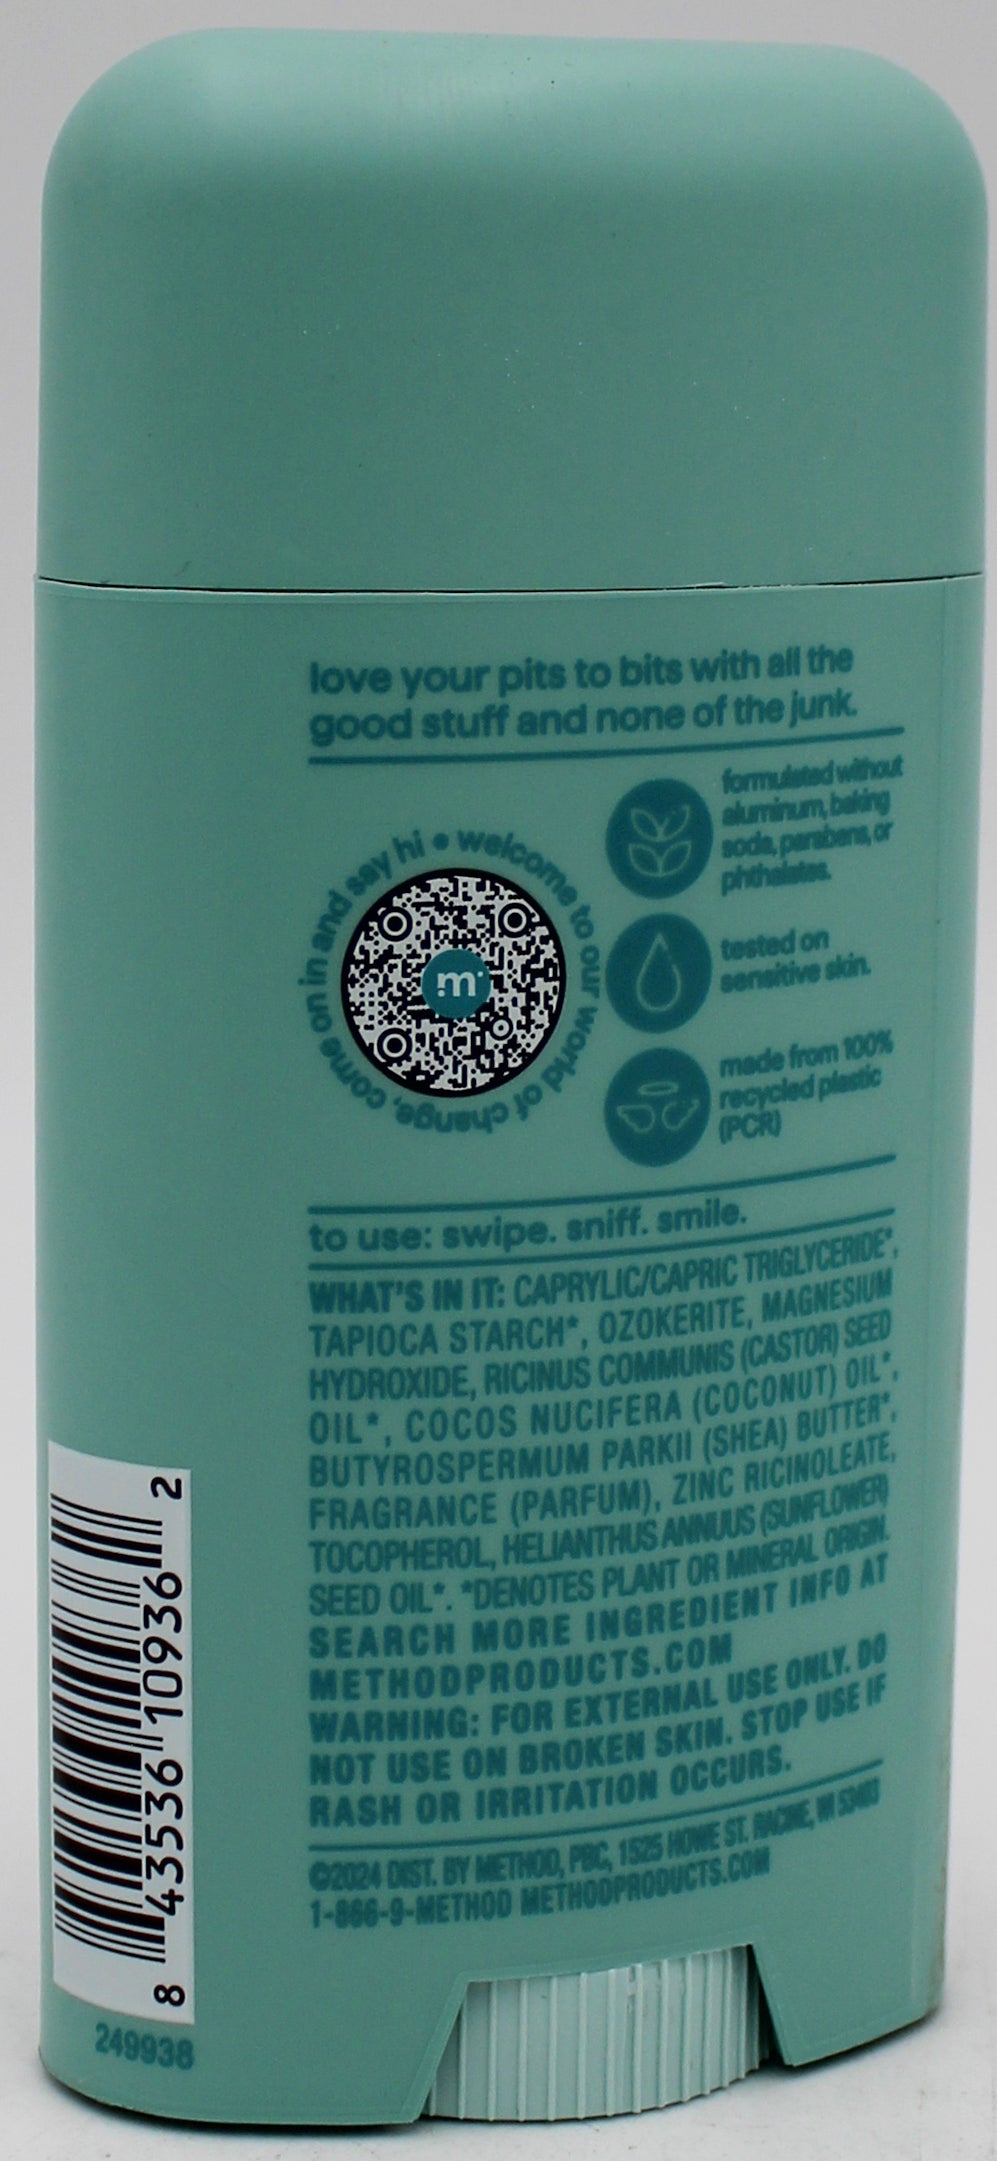 love your pits to bits with all the
good stuff and none of the junk.
welcome to our world of change, come on in and say hi •
m.
formulated without
aluminum, baking
soda, parabens, or
phthalates.
tested on
sensitive skin.
made from 100%
recycled plastic
(PCR)
to use: swipe. sniff. smile.
WHAT'S IN IT: CAPRYLIC/CAPRIC TRIGLYCERIDE*,
TAPIOCA STARCH*, OZOKERITE, MAGNESIUM
HYDROXIDE, RICINUS COMMUNIS (CASTOR) SEED
OIL*, COCOS NUCIFERA (COCONUT) OIL*,
BUTYROSPERMUM PARKII (SHEA) BUTTER*,
FRAGRANCE (PARFUM), ZINC RICINOLEATE,
TOCOPHEROL, HELIANTHUS ANNUUS (SUNFLOWER)
SEED OIL*. *DENOTES PLANT OR MINERAL ORIGIN.
SEARCH MORE INGREDIENT INFO AT
METHODPRODUCTS.COM
WARNING: FOR EXTERNAL USE ONLY. DO
NOT USE ON BROKEN SKIN. STOP USE IF
RASH OR IRRITATION OCCURS.
©2024 DIST. BY METHOD, PBC, 1525 HOWE ST. RACINE, WI 53403
1-866-9-METHOD METHODPRODUCTS.COM
8 43536 10936 2
249938